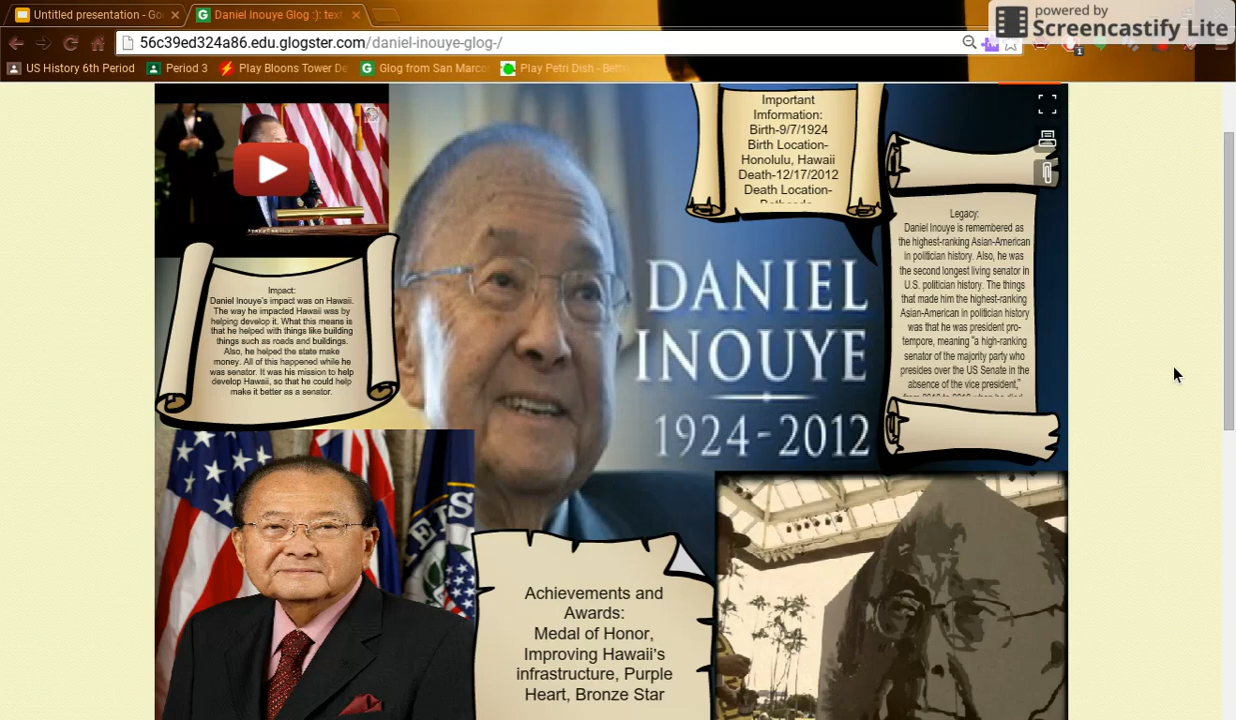 Untitled presentation - Go
Daniel Inouye Glog :): text
powered by
Screencastify Lite
56c39ed324a86.edu.glogster.com/daniel-inouye-glog-/
1
US History 6th Period
Period 3
Play Bloons Tower De
Glog from San Marco
Play Petri Dish - Bet
Important
Imformation:
Birth-9/7/1924
Birth Location-
Honolulu, Hawaii
Death-12/17/2012
Death Location-
Legacy:
Daniel Inouye is remembered as
the highest-ranking Asian-American
in politician history. Also, he was
the second longest living senator in
U.S. politician history. The things
that made him the highest-ranking
Asian-American in politician history
was that he was president pro-
tempore, meaning "a high-ranking
senator of the majority party who
presides over the US Senate in the
absence of the vice president,"
Impact:
Daniel Inouye's impact was on Hawaii.
The way he impacted Hawaii was by
helping develop it. What this means is
that he helped with things like building
things such as roads and buildings.
Also, he helped the state make
money. All of this happened while he
was senator. It was his mission to help
develop Hawaii, so that he could help
make it better as a senator.
DANIEL
INOUYE
1924-2012
Achievements and
Awards:
Medal of Honor,
Improving Hawaii's
infrastructure, Purple
Heart, Bronze Star